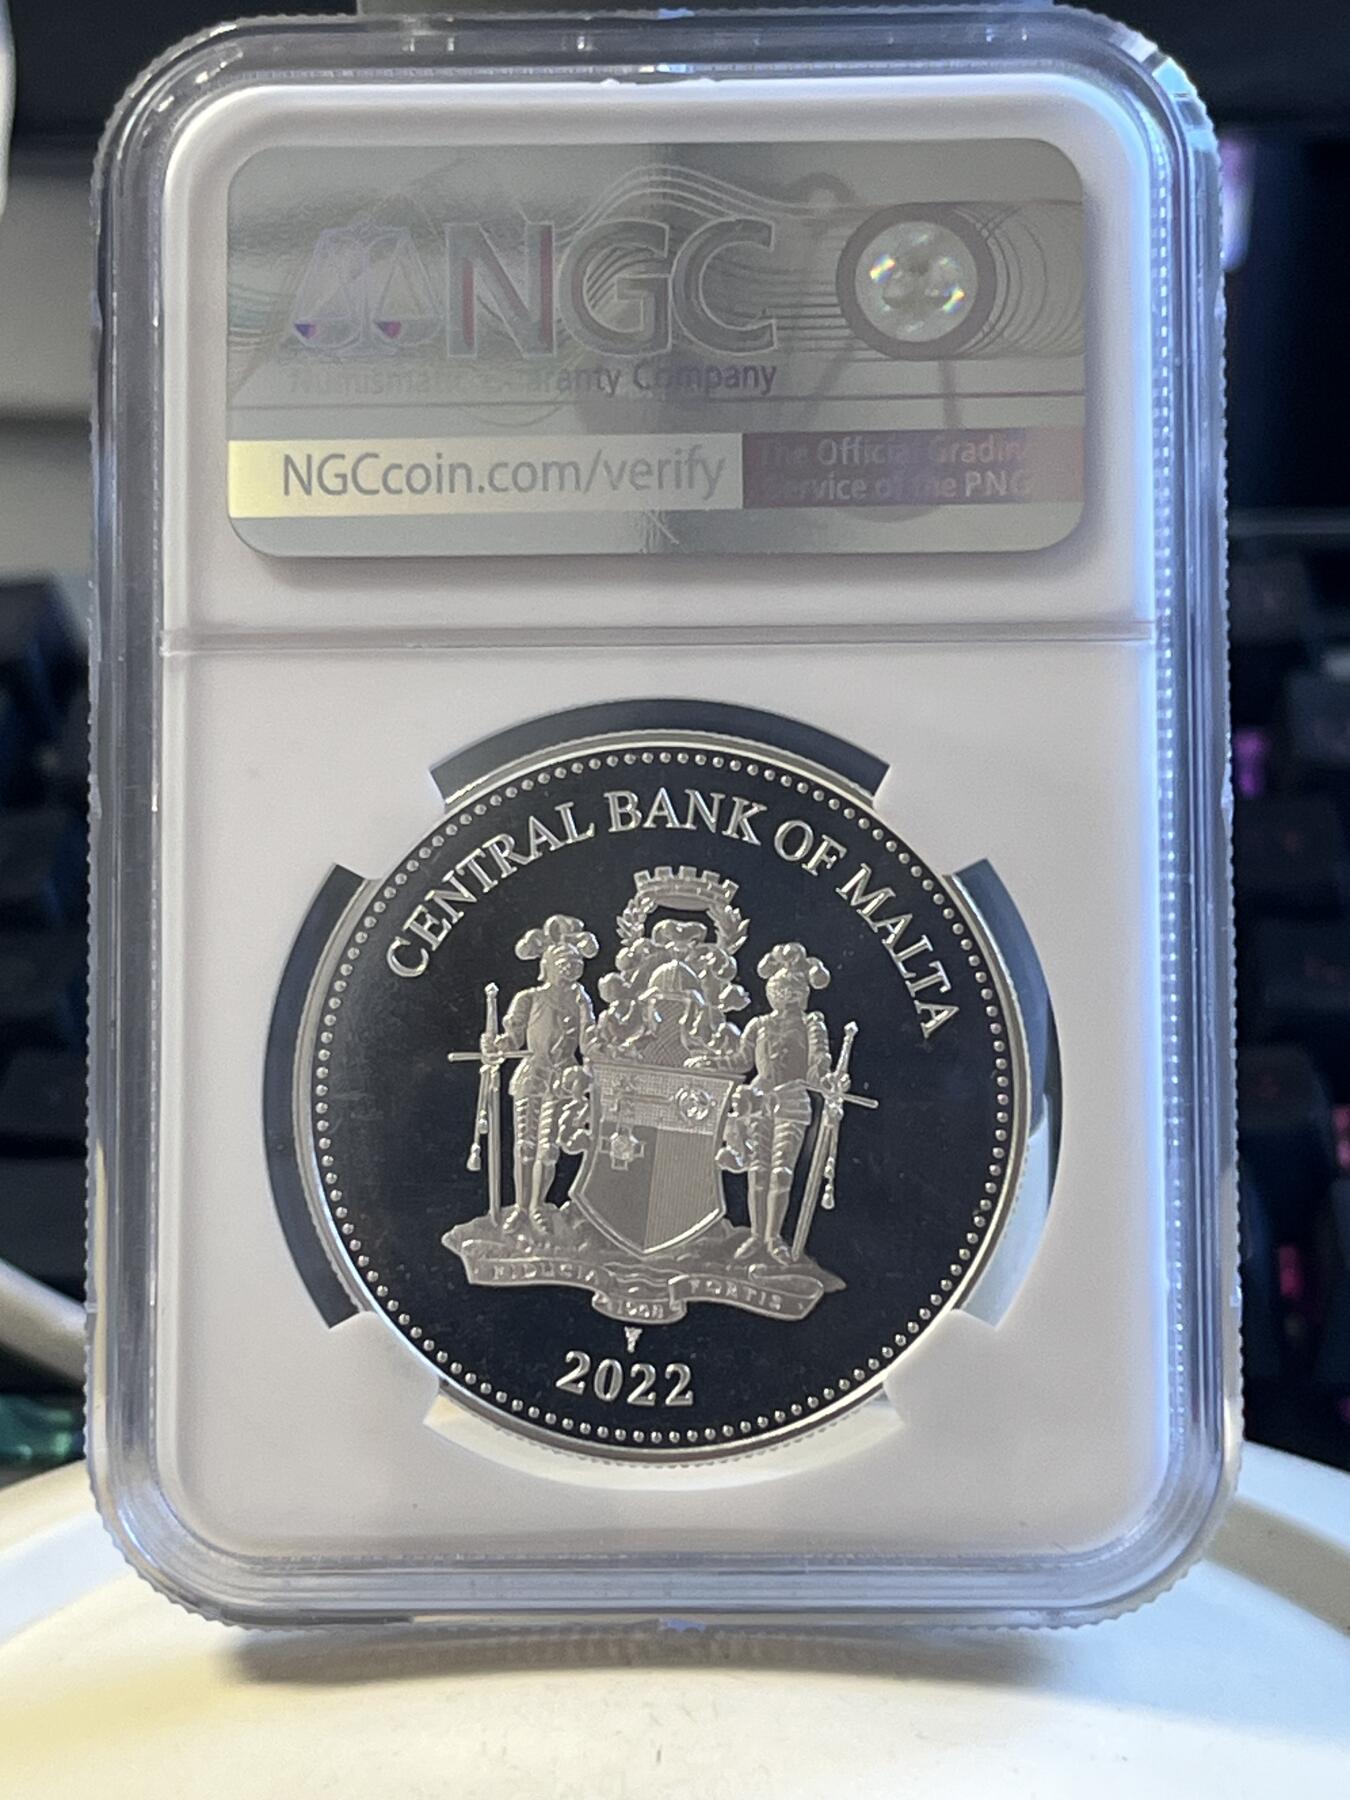 NGC
Numismatic Guaranty Company
NGCcoin.com/verify
The Official Grading
Service of the PNG
CENTRAL BANK OF MALTA
FIDUCIA FORTIS
1968
2022